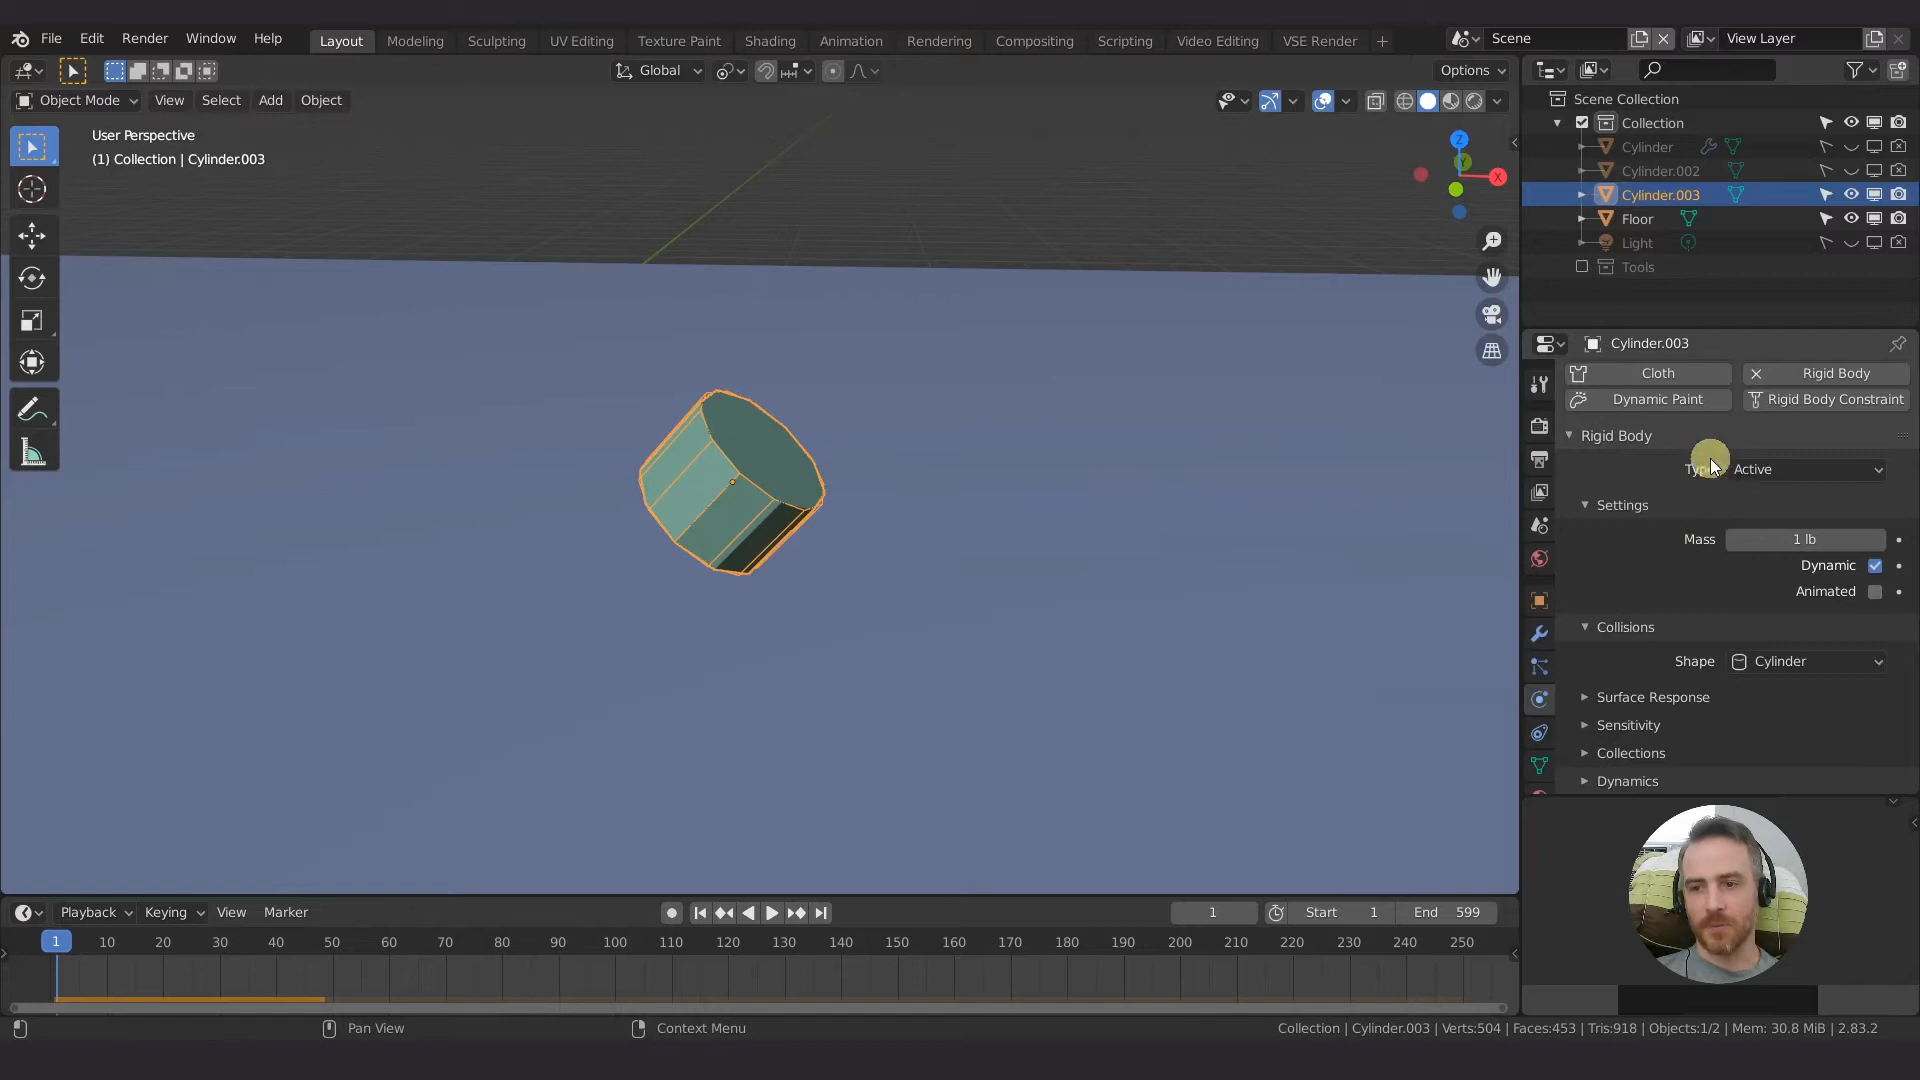 File Edit Render Window Help
Layout Modeling Sculpting UV Editing Texture Paint Shading Animation Rendering Compositing Scripting Video Editing VSE Render +
Scene
View Layer
Global
Options
Object Mode View Select Add Object
User Perspective
(1) Collection | Cylinder.003
Z
Y
X
Scene Collection
Collection
Cylinder
Cylinder.002
Cylinder.003
Floor
Light
Tools
Cylinder.003
Cloth
Rigid Body
Dynamic Paint
Rigid Body Constraint
Rigid Body
Active
Settings
Mass 1 lb
Dynamic
Animated
Collisions
Shape Cylinder
Surface Response
Sensitivity
Collections
Dynamics
Playback Keying View Marker
1
Start 1
End 599
1 10 20 30 40 50 60 70 80 90 100 110 120 130 140 150 160 170 180 190 200 210 220 230 240 250
Pan View
Context Menu
Collection | Cylinder.003 | Verts:504 | Faces:453 | Tris:918 | Objects:1/2 | Mem: 30.8 MiB | 2.83.2